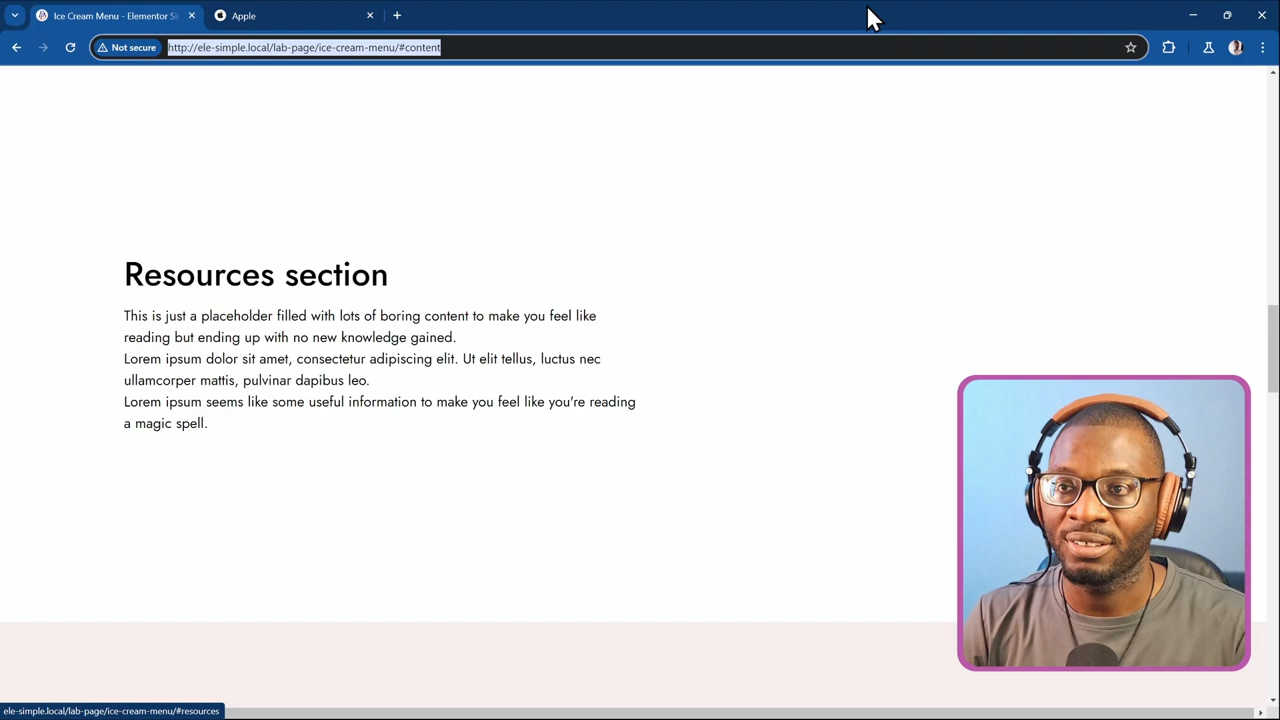 Ice Cream Menu - Elementor Si
Apple
Not secure
http://ele-simple.local/lab-page/ice-cream-menu/#content
Resources section
This is just a placeholder filled with lots of boring content to make you feel like
reading but ending up with no new knowledge gained.
Lorem ipsum dolor sit amet, consectetur adipiscing elit. Ut elit tellus, luctus nec
ullamcorper mattis, pulvinar dapibus leo.
Lorem ipsum seems like some useful information to make you feel like you're reading
a magic spell.
ele-simple.local/lab-page/ice-cream-menu/#resources